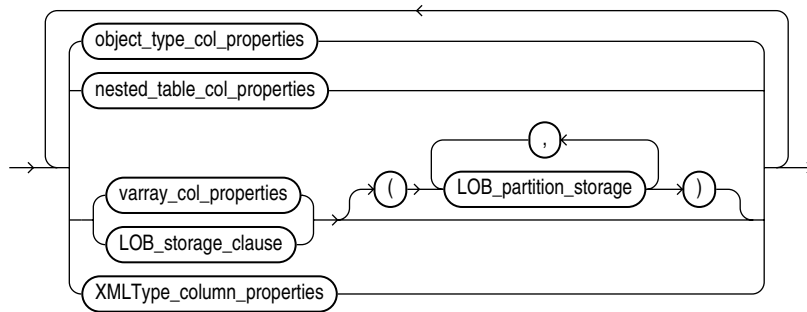 object_type_col_properties
nested_table_col_properties
,
varray_col_properties ( LOB_partition_storage )
LOB_storage_clause
XMLType_column_properties